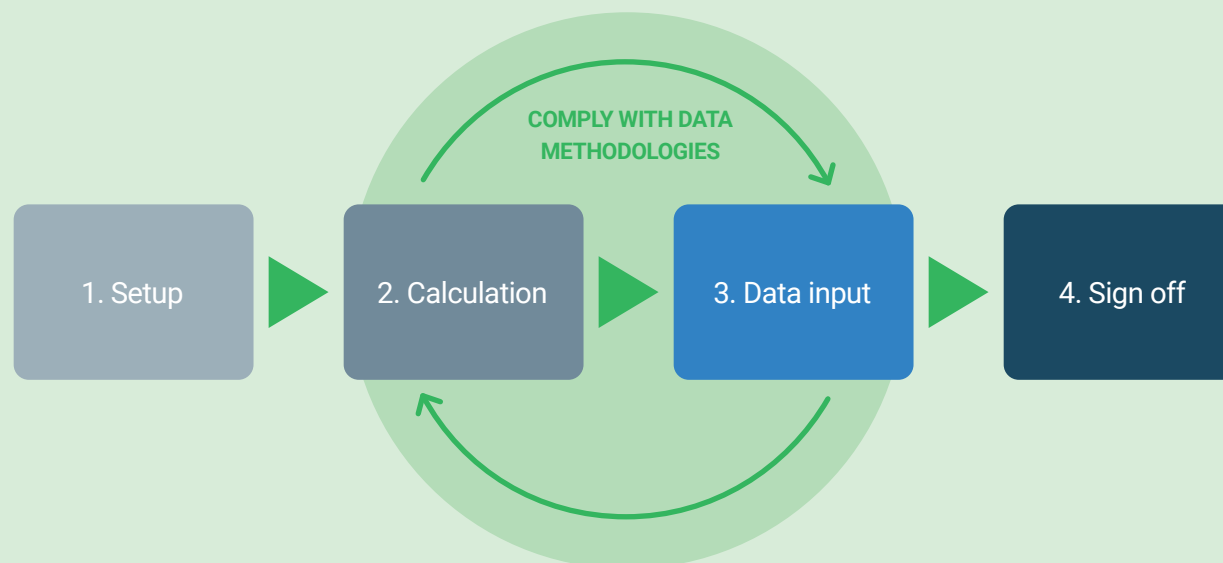 COMPLY WITH DATA
METHODOLOGIES
1. Setup
2. Calculation
3. Data input
4. Sign off